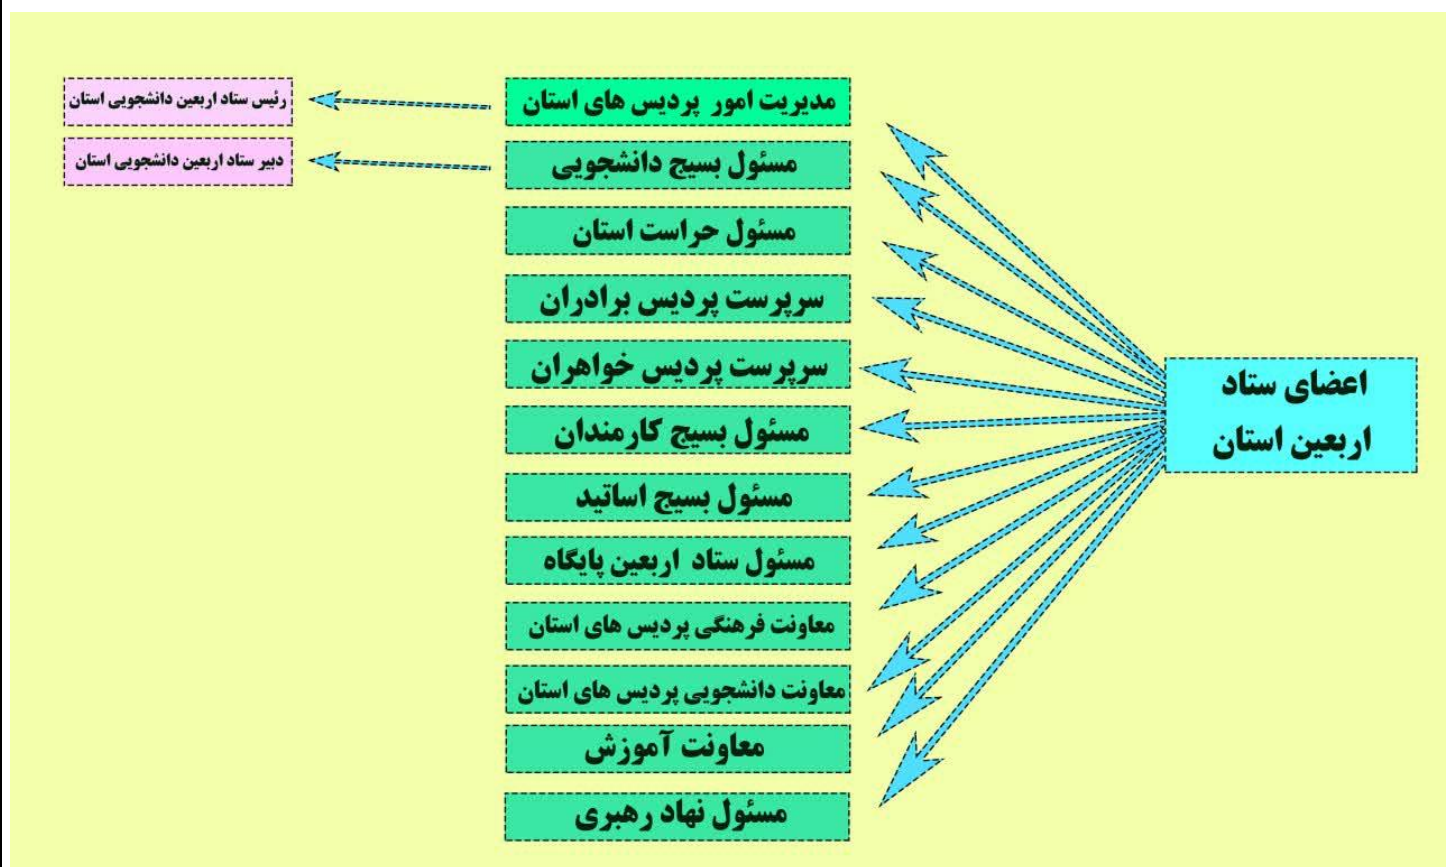 اعضای ستاد
اربعین استان
مدیریت امور پردیس های استان
رئیس ستاد اربعین دانشجویی استان
مسئول بسیج دانشجویی
دبیر ستاد اربعین دانشجویی استان
مسئول حراست استان
سرپرست پردیس برادران
سرپرست پردیس خواهران
مسئول بسیج کارمندان
مسئول بسیج اساتید
مسئول ستاد اربعین پایگاه
معاونت فرهنگی پردیس های استان
معاونت دانشجویی پردیس های استان
معاونت آموزش
مسئول نهاد رهبری